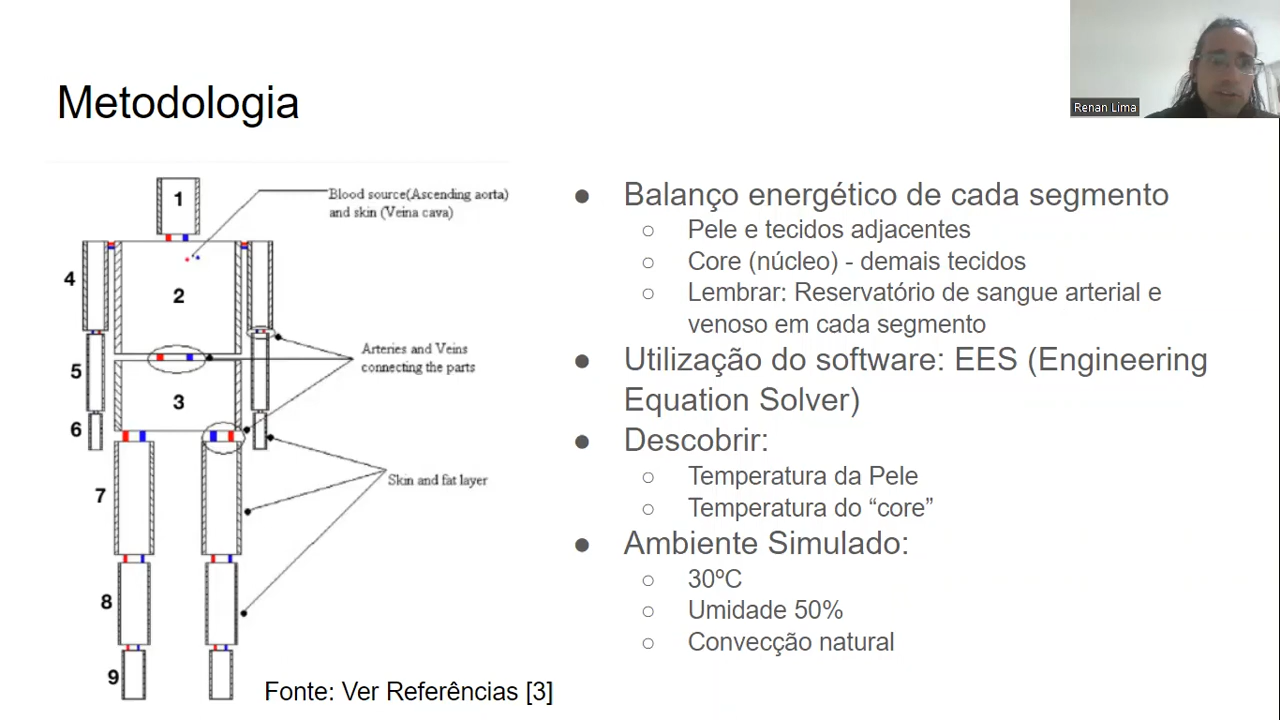 Renan Lima
Metodologia
1
Blood source(Ascending aorta)
and skin (Veina cava)
4
2
Arteries and Veins
connecting the parts
5
3
6
Skin and fat layer
7
8
9
Fonte: Ver Referências [3]
● Balanço energético de cada segmento
○ Pele e tecidos adjacentes
○ Core (núcleo) - demais tecidos
○ Lembrar: Reservatório de sangue arterial e
venoso em cada segmento
● Utilização do software: EES (Engineering
Equation Solver)
● Descobrir:
○ Temperatura da Pele
○ Temperatura do “core”
● Ambiente Simulado:
○ 30ºC
○ Umidade 50%
○ Convecção natural